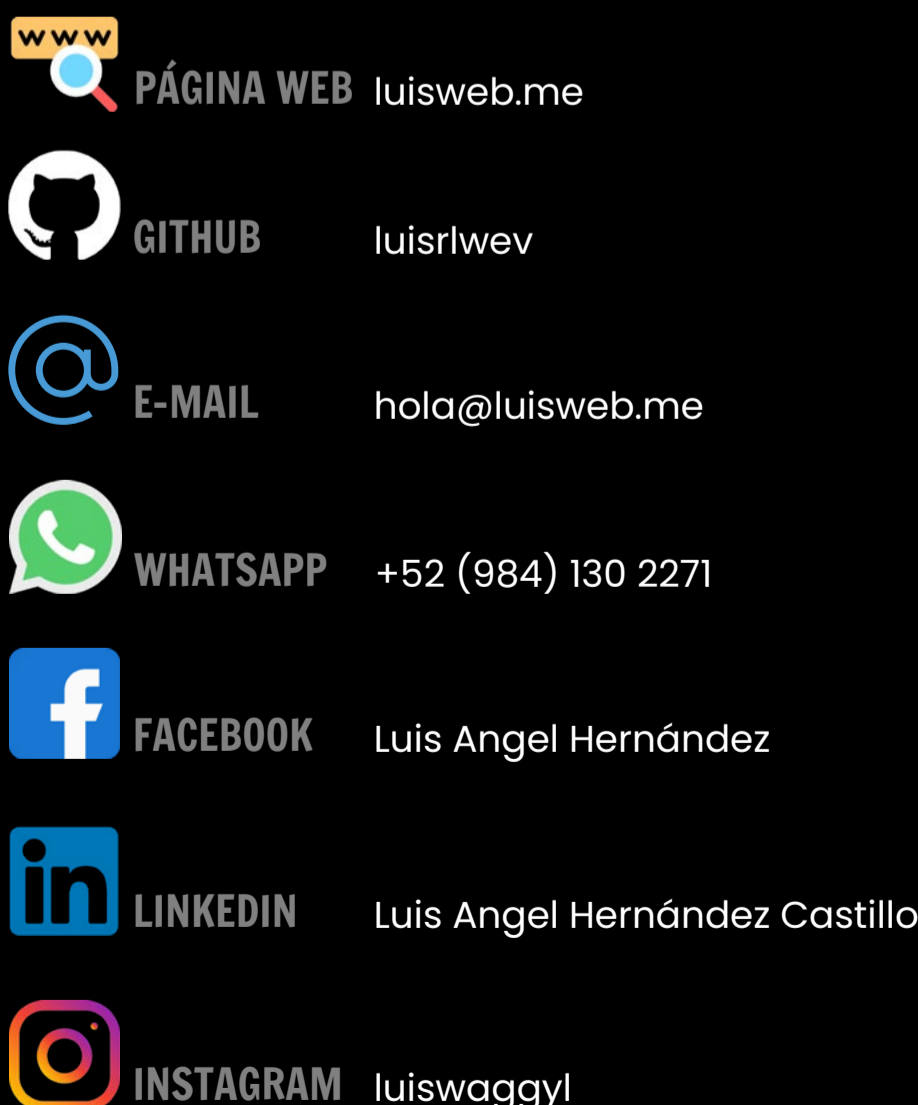 WWW
PÁGINA WEB luisweb.me
GITHUB luisrlwev
E-MAIL hola@luisweb.me
WHATSAPP +52 (984) 130 2271
FACEBOOK Luis Angel Hernández
LINKEDIN Luis Angel Hernández Castillo
INSTAGRAM luiswaggyl